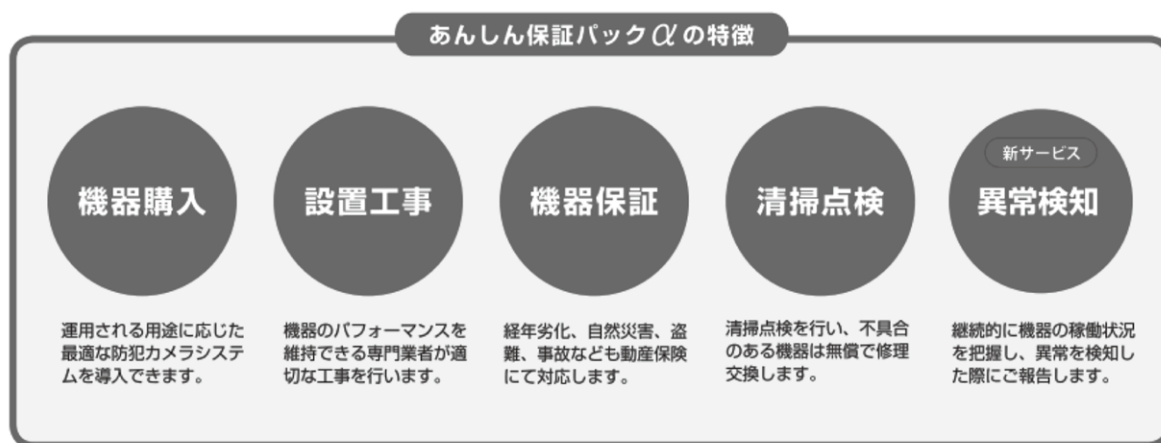 あんしん保証パックαの特徴
機器購入
運用される用途に応じた
最適な防犯カメラシステ
ムを導入できます。
設置工事
機器のパフォーマンスを
維持できる専門業者が適
切な工事を行います。
機器保証
経年劣化、自然災害、盗
難、事故なども動産保険
にて対応します。
清掃点検
清掃点検を行い、不具合
のある機器は無償で修理
交換します。
新サービス
異常検知
継続的に機器の稼働状況
を把握し、異常を検知し
た際にご報告します。